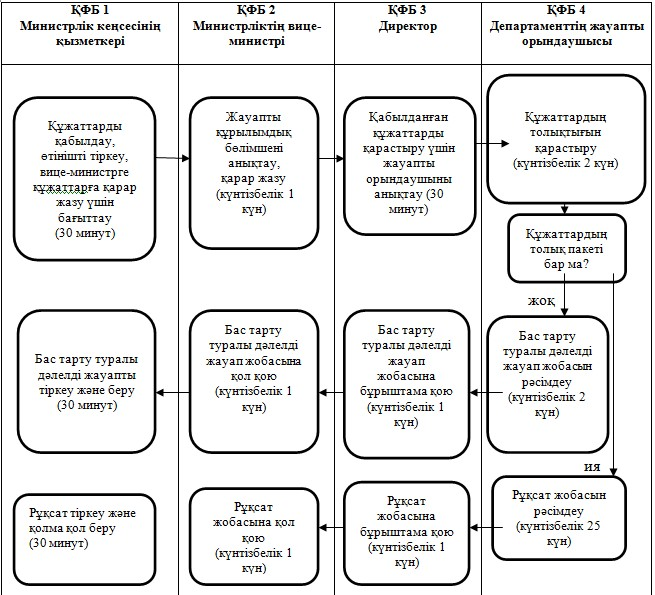 ҚФБ 1
Министрлік кеңсесінің
қызметкері
ҚФБ 2
Министрліктің вице-
министрі
ҚФБ 3
Директор
ҚФБ 4
Департаменттің жауапты
орындаушысы
Құжаттарды
қабылдау,
өтінішті тіркеу,
вице-министрге
құжаттарға қарар
жазу үшін
бағыттау
(30 минут)
Жауапты
құрылымдық
бөлімшені
анықтау,
қарар жазу
(күнтізбелік 1
күн)
Қабылданған
құжаттарды
қарастыру үшін
жауапты
орындаушыны
анықтау (30
минут)
Құжаттардың
толықтығын
қарастыру
(күнтізбелік 2 күн)
Құжаттардың
толық пакеті
бар ма?
жоқ
Бас тарту туралы
дәлелді жауапты
тіркеу және беру
(30 минут)
Бас тарту
туралы дәлелді
жауап жобасына
қол қою
(күнтізбелік 1
күн)
Бас тарту
туралы дәлелді
жауап
жобасына
бұрыштама қою
(күнтізбелік 1
күн)
Бас тарту
туралы дәлелді
жауап жобасын
рәсімдеу
(күнтізбелік 2
күн)
ия
Рұқсат тіркеу және
қолма қол беру
(30 минут)
Рұқсат
жобасына қол
қою
(күнтізбелік 1
күн)
Рұқсат
жобасына
бұрыштама қою
(күнтізбелік 1
күн)
Рұқсат жобасын
рәсімдеу
(күнтізбелік 25
күн)